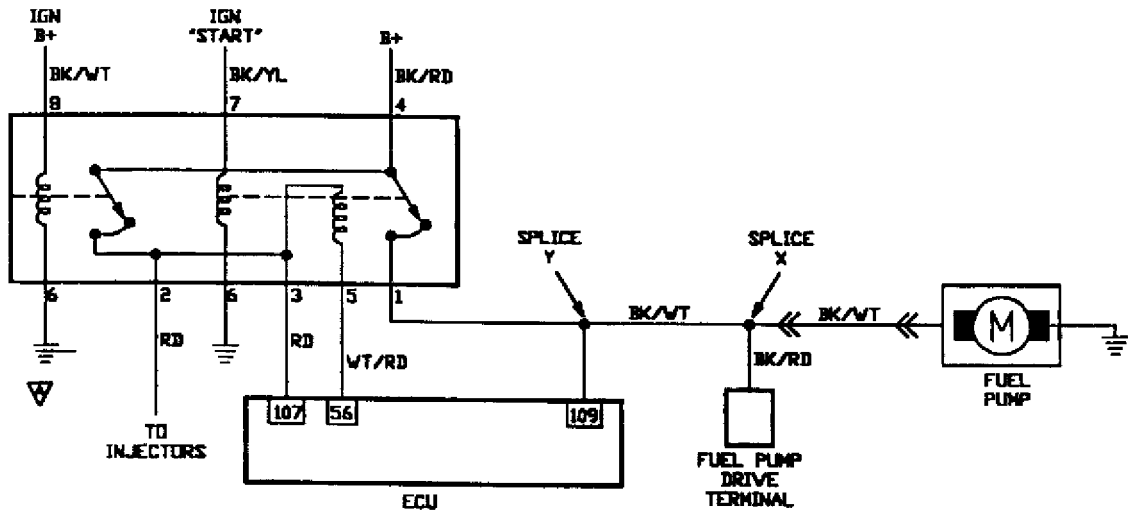 IGN
B+
IGN
"START"
B+
BK/WT
BK/YL
BK/RD
8
7
4
6
2
6
3
5
1
RD
RD
WT/RD
SPLICE
Y
SPLICE
X
BK/WT
BK/WT
BK/RD
M
FUEL
PUMP
A
TO
INJECTORS
107
56
109
ECU
FUEL PUMP
DRIVE
TERMINAL